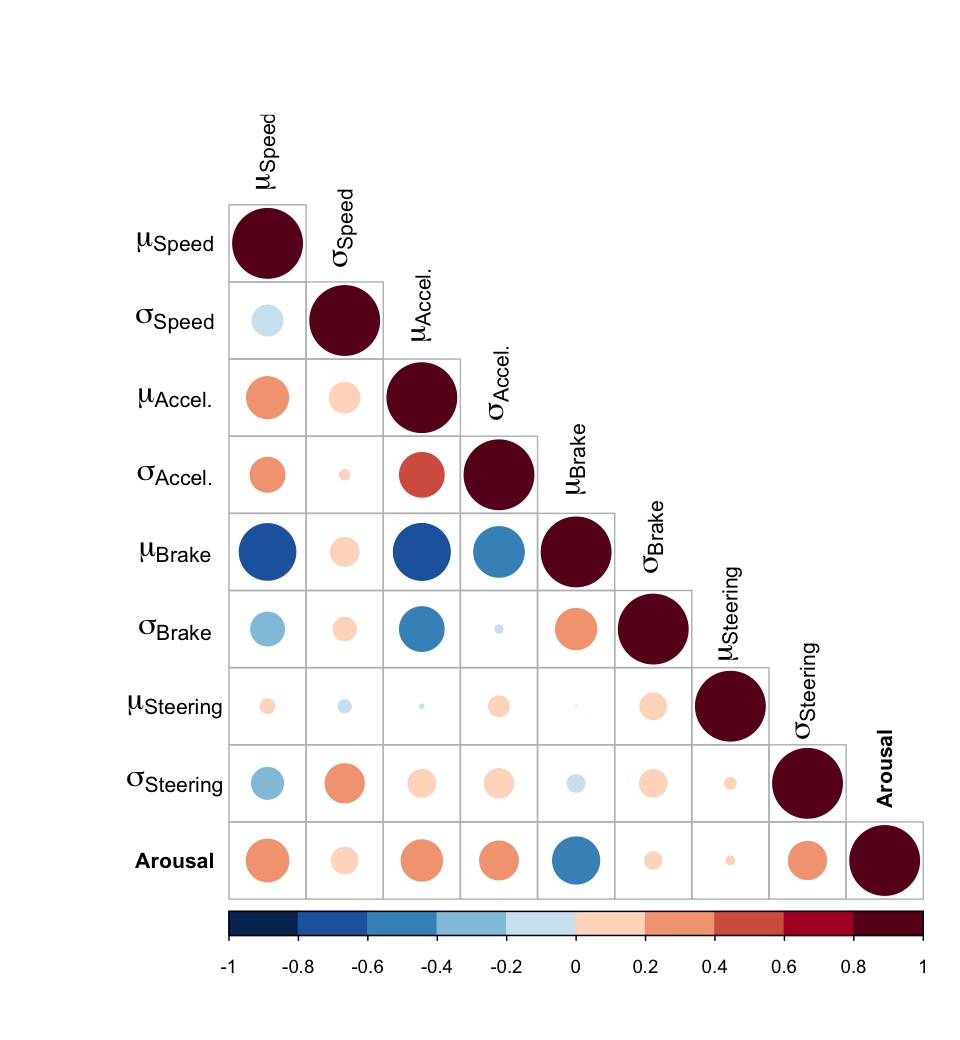 μSpeed
σSpeed
μAccel.
σAccel.
μBrake
σBrake
μSteering
σSteering
Arousal
μSpeed
σSpeed
μAccel.
σAccel.
μBrake
σBrake
μSteering
σSteering
Arousal
-1 -0.8 -0.6 -0.4 -0.2 0 0.2 0.4 0.6 0.8 1